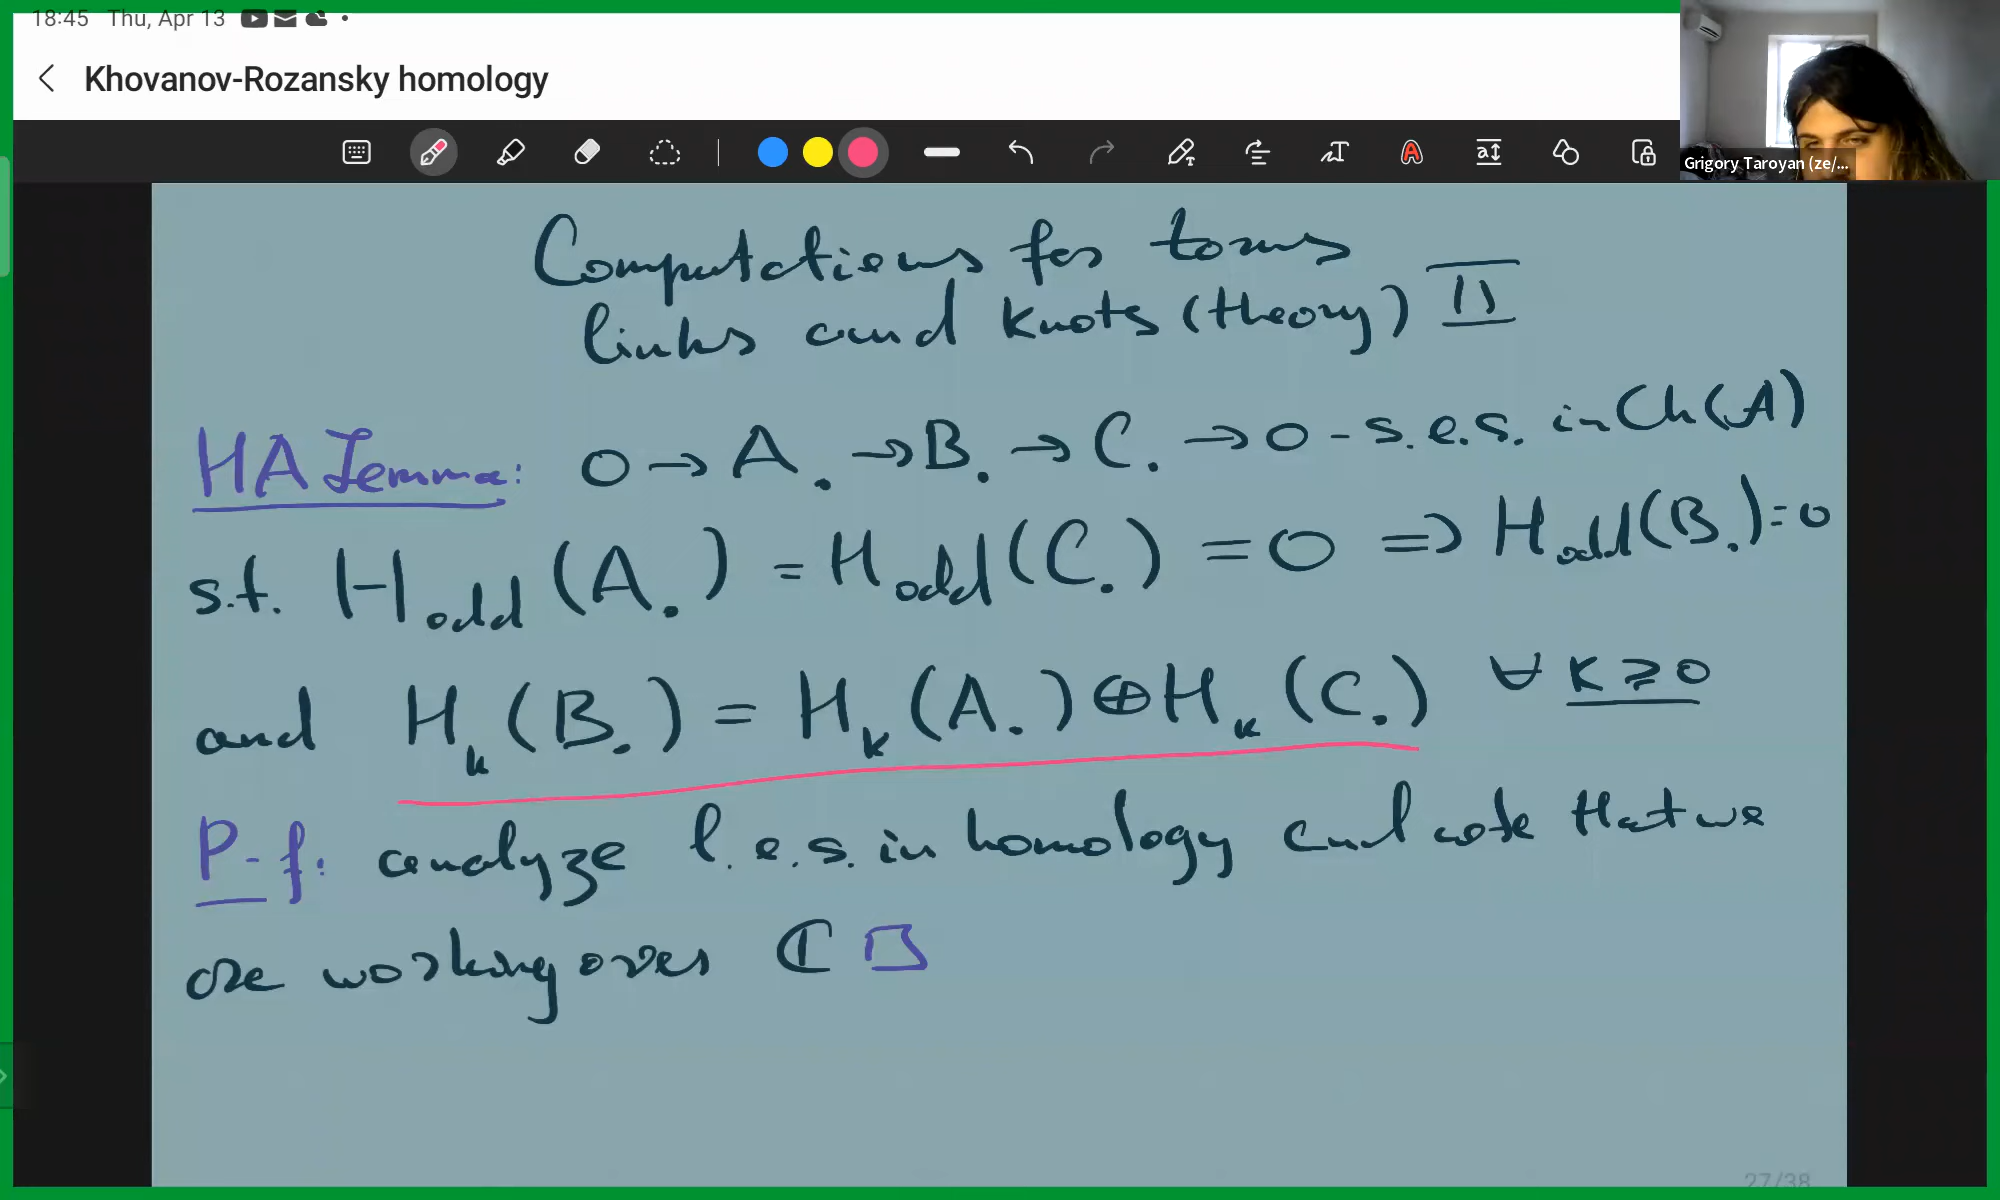 18:45 Thu, Apr 13
Khovanov-Rozansky homology
Grigory Taroyan (ze/...
Computations for torus
links and knots (theory) II
HA Lemma: 0 → A. → B. → C. → 0 - s.e.s. in Ch(A)
s.t. H_odd(A.) = H_odd(C.) = 0 ⇒ H_odd(B.) = 0
and H_k(B.) = H_k(A.) ⊕ H_k(C.) ∀ k ≥ 0
P-f: analyze l.e.s. in homology and note that we
are working over ℂ □
27/38